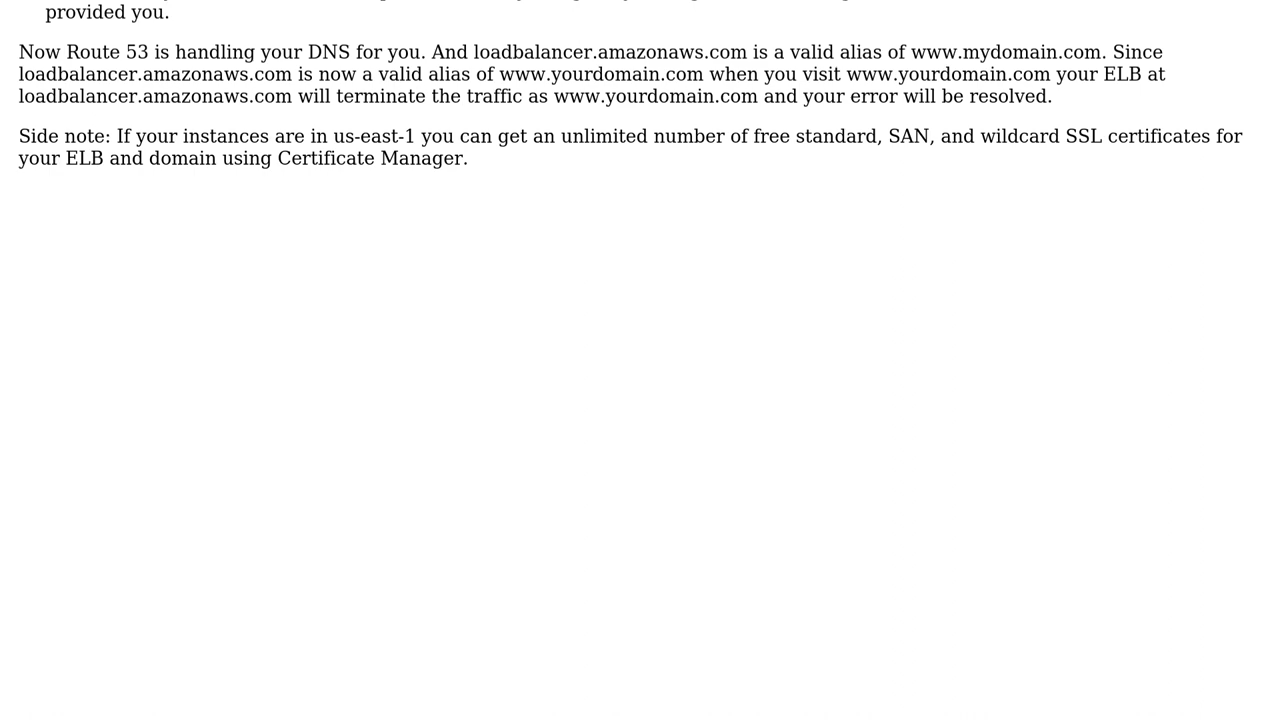 provided you.
Now Route 53 is handling your DNS for you. And loadbalancer.amazonaws.com is a valid alias of www.mydomain.com. Since
loadbalancer.amazonaws.com is now a valid alias of www.yourdomain.com when you visit www.yourdomain.com your ELB at
loadbalancer.amazonaws.com will terminate the traffic as www.yourdomain.com and your error will be resolved.
Side note: If your instances are in us-east-1 you can get an unlimited number of free standard, SAN, and wildcard SSL certificates for
your ELB and domain using Certificate Manager.